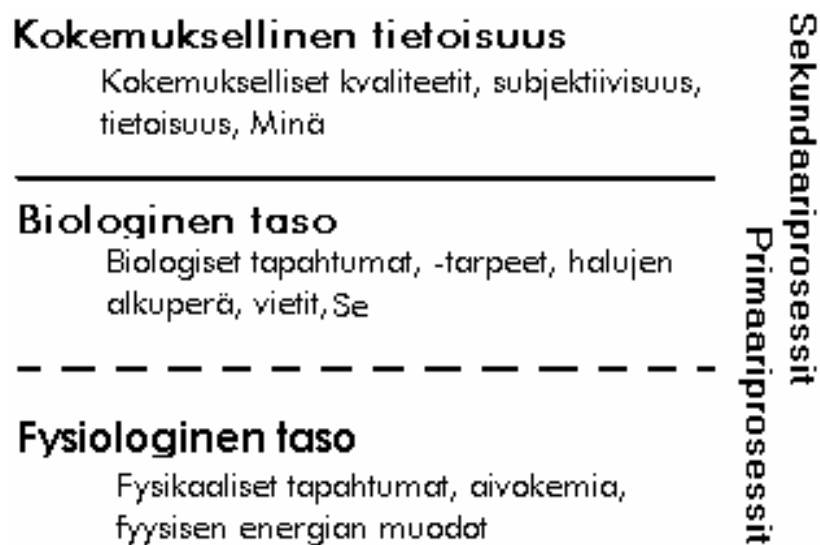 Kokemuksellinen tietoisuus
Kokemukselliset kvaliteetit, subjektiivisuus,
tietoisuus, Minä
Biologinen taso
Biologiset tapahtumat, -tarpeet, halujen
alkuperä, vietit, Se
Fysiologinen taso
Fysikaaliset tapahtumat, aivokemia,
fyysisen energian muodot
Sekundaariprosessit
Primaariprosessit